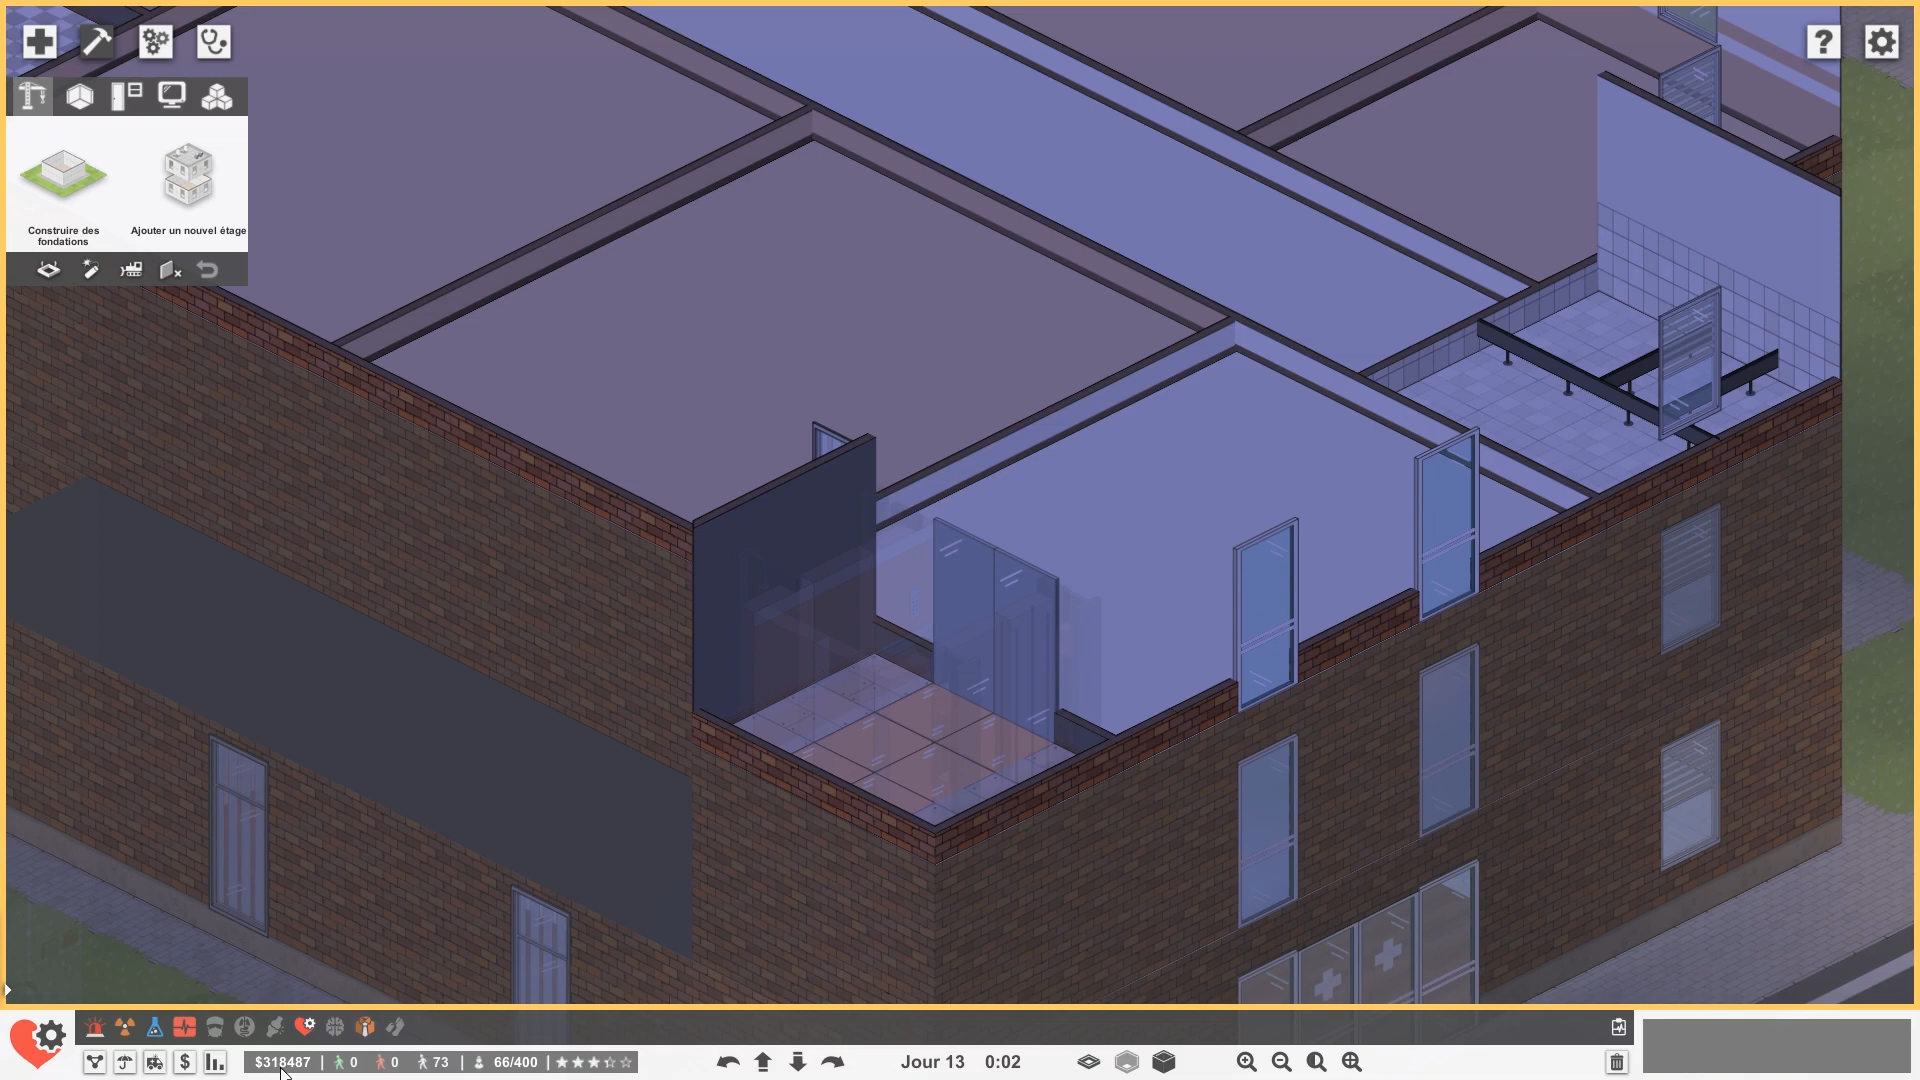 Construire des
fondations
Ajouter un nouvel étage
$318487 | 0 0 73 | 66/400 |
Jour 13 0:02